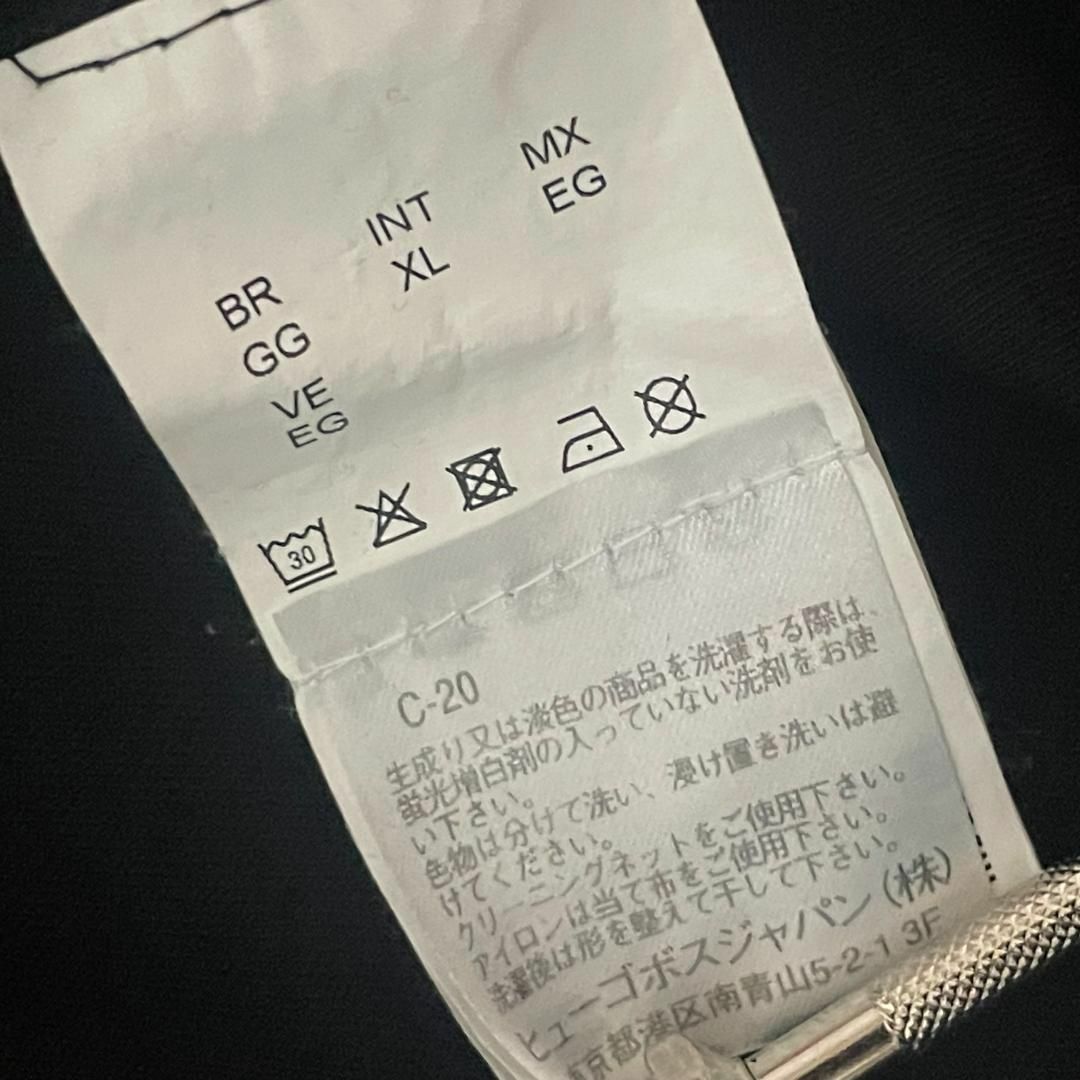 MX
EG
INT
XL
BR
GG
VE
EG
30
C-20
生成り又は淡色の商品を洗濯する際は、
蛍光増白剤の入っていない洗剤をお使
い下さい。
色物は分けて洗い、浸け置き洗いは避
けてください。
クリーニングネットをご使用下さい。
アイロンは当て布をご使用下さい。
洗濯後は形を整えて干して下さい。
ヒューゴボスジャパン(株)
東京都港区南青山5-2-1 3F